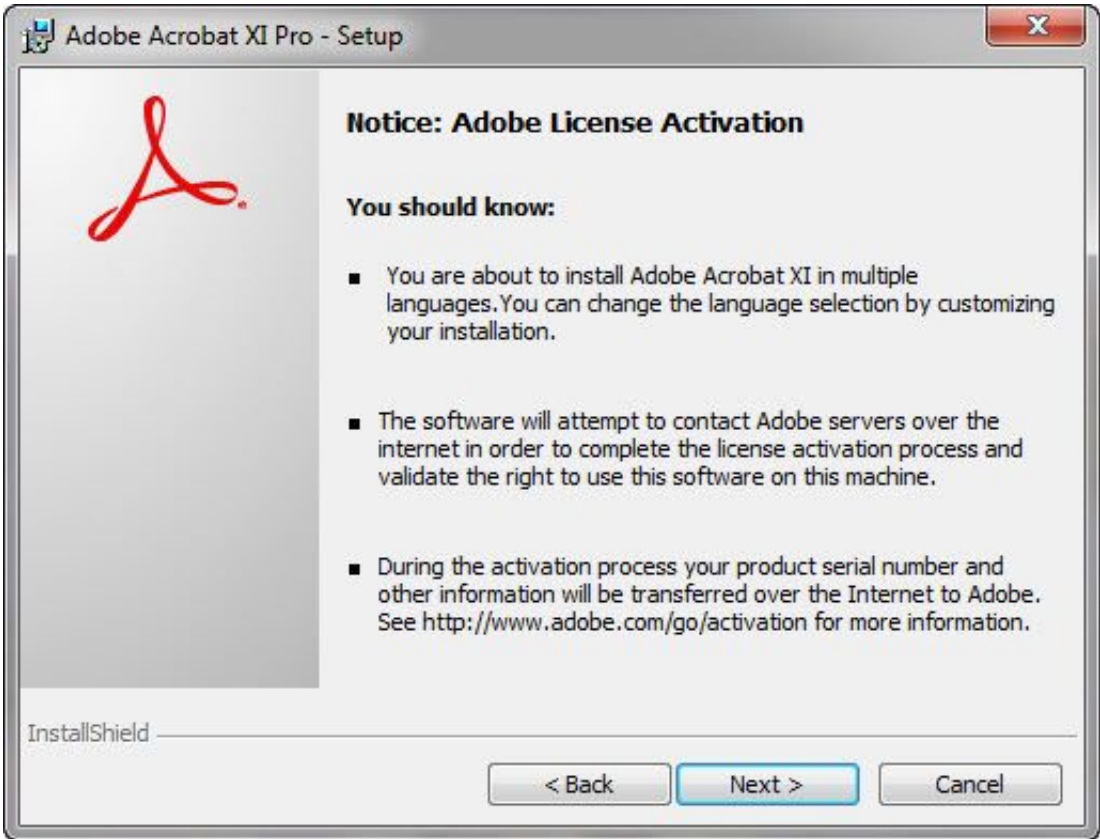 Adobe Acrobat XI Pro - Setup
Notice: Adobe License Activation
You should know:
▪ You are about to install Adobe Acrobat XI in multiple
languages.You can change the language selection by customizing
your installation.
▪ The software will attempt to contact Adobe servers over the
internet in order to complete the license activation process and
validate the right to use this software on this machine.
▪ During the activation process your product serial number and
other information will be transferred over the Internet to Adobe.
See http://www.adobe.com/go/activation for more information.
InstallShield
< Back Next > Cancel